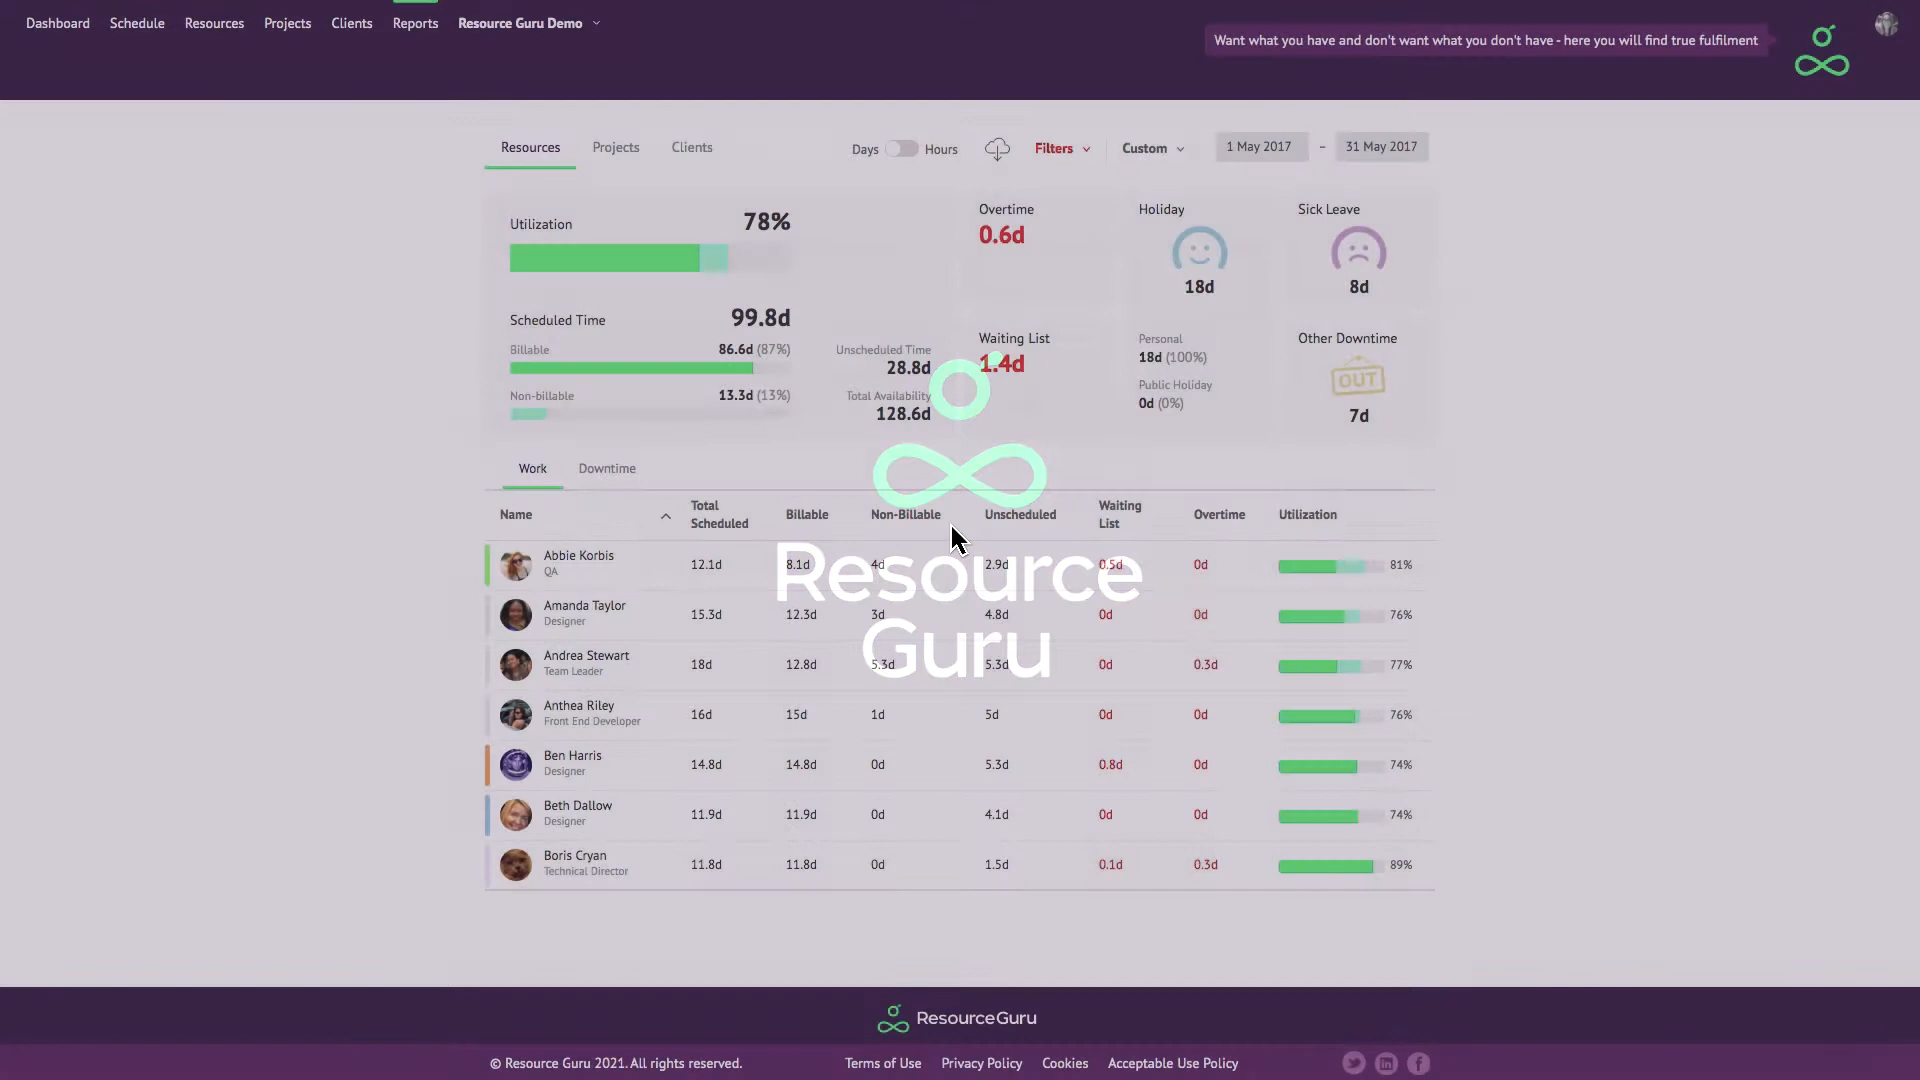 Dashboard Schedule Resources Projects Clients Reports Resource Guru Demo
Want what you have and don't want what you don't have - here you will find true fulfilment
Resources Projects Clients
Days Hours Filters Custom 1 May 2017 - 31 May 2017
Utilization 78%
Scheduled Time 99.8d
Billable 86.6d (87%)
Non-billable 13.3d (13%)
Unscheduled Time
28.8d
Total Availability
128.6d
Overtime
0.6d
Waiting List
1.4d
Holiday
18d
Personal
18d (100%)
Public Holiday
0d (0%)
Sick Leave
8d
Other Downtime
OUT
7d
Work Downtime
Name Total Scheduled Billable Non-Billable Unscheduled Waiting List Overtime Utilization
Abbie Korbis 12.1d 8.1d 4d 2.9d 0.5d 0d 81%
QA
Amanda Taylor 15.3d 12.3d 3d 4.8d 0d 0d 76%
Designer
Andrea Stewart 18d 12.8d 5.3d 5.3d 0d 0.3d 77%
Team Leader
Anthea Riley 16d 15d 1d 5d 0d 0d 76%
Front End Developer
Ben Harris 14.8d 14.8d 0d 5.3d 0.8d 0d 74%
Designer
Beth Dallow 11.9d 11.9d 0d 4.1d 0d 0d 74%
Designer
Boris Cryan 11.8d 11.8d 0d 1.5d 0.1d 0.3d 89%
Technical Director
Resource
Guru
ResourceGuru
© Resource Guru 2021. All rights reserved. Terms of Use Privacy Policy Cookies Acceptable Use Policy